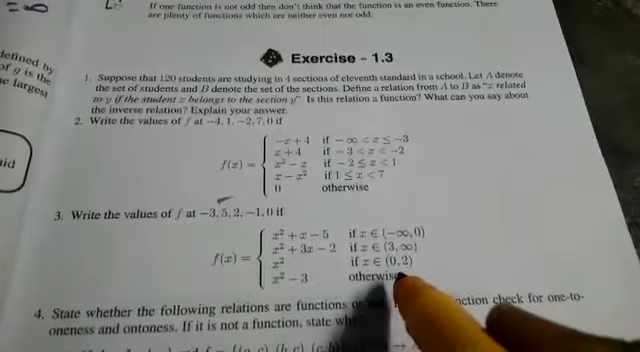 If one function is not odd then don't think that the function is an even function. There
are plenty of functions which are neither even nor odd.
Exercise - 1.3
1. Suppose that 120 students are studying in 4 sections of eleventh standard in a school. Let A denote
the set of students and B denote the set of the sections. Define a relation from A to B as "x related
to y if the student x belongs to the section y". Is this relation a function? What can you say about
the inverse relation? Explain your answer.
2. Write the values of f at −4, 1, −2, 7, 0 if
f(x) = { −x + 4 if −∞ < x ≤ −3
x + 4 if −3 < x < −2
x² − x if −2 ≤ x < 1
x − x² if 1 ≤ x < 7
0 otherwise
3. Write the values of f at −3, 5, 2, −1, 0 if
f(x) = { x² + x − 5 if x ∈ (−∞, 0)
x² + 3x − 2 if x ∈ (3, ∞)
x² if x ∈ (0, 2)
x² − 3 otherwise
4. State whether the following relations are functions or nction check for one-to-
oneness and ontoness. If it is not a function, state wh
defined by
of g is the
largest